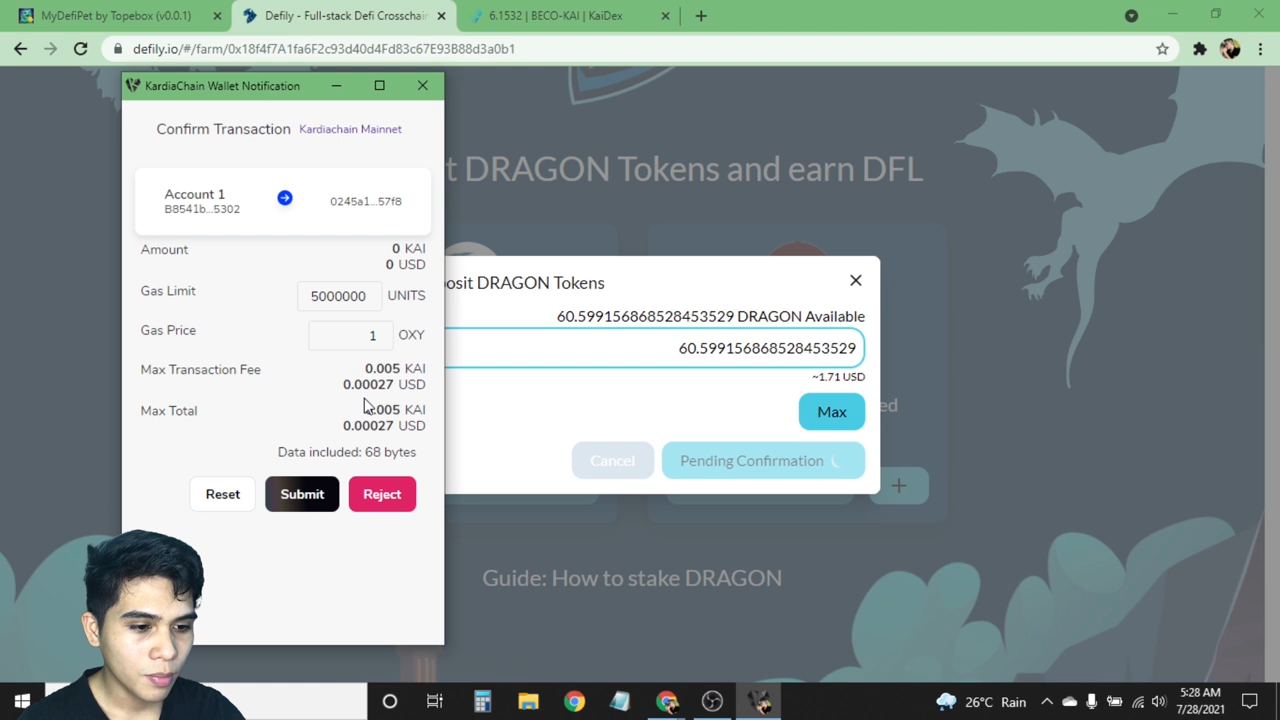 MyDefiPet by Topebox (v0.0.1)
Defily - Full-stack Defi Crosschain
6.1532 | BECO-KAI | KaiDex
defily.io/#/farm/0x18f4f7A1fa6F2c93d40d4Fd83c67E93B88d3a0b1
KardiaChain Wallet Notification
Confirm Transaction Kardiachain Mainnet
Account 1
B8541b...5302
0245a1...57f8
Amount 0 KAI
0 USD
Gas Limit 5000000 UNITS
Gas Price 1 OXY
Max Transaction Fee 0.005 KAI
0.00027 USD
Max Total 0.005 KAI
0.00027 USD
Data included: 68 bytes
Reset Submit Reject
t DRAGON Tokens and earn DFL
osit DRAGON Tokens
60.599156868528453529 DRAGON Available
60.599156868528453529
~1.71 USD
Max
ed
Cancel Pending Confirmation
+
Guide: How to stake DRAGON
26°C Rain
5:28 AM
7/28/2021